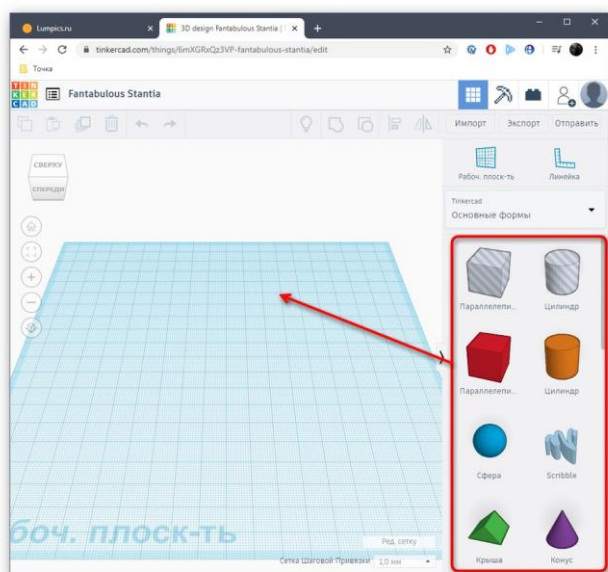 Lumpics.ru
3D design Fantabulous Stantia |
tinkercad.com/things/6mXGRxQz3VP-fantabulous-stantia/edit
Точка
TIN
KER
CAD
Fantabulous Stantia
Импорт
Экспорт
Отправить
СВЕРХУ
СПЕРЕДИ
Рабоч. плоск-ть
Линейка
Tinkercad
Основные формы
Параллелепи...
Цилиндр
Параллелепи...
Цилиндр
Сфера
Scribble
Крыша
Конус
боч. плоск-ть
Ред. сетку
Сетка Шаговой Привязки
1,0 мм